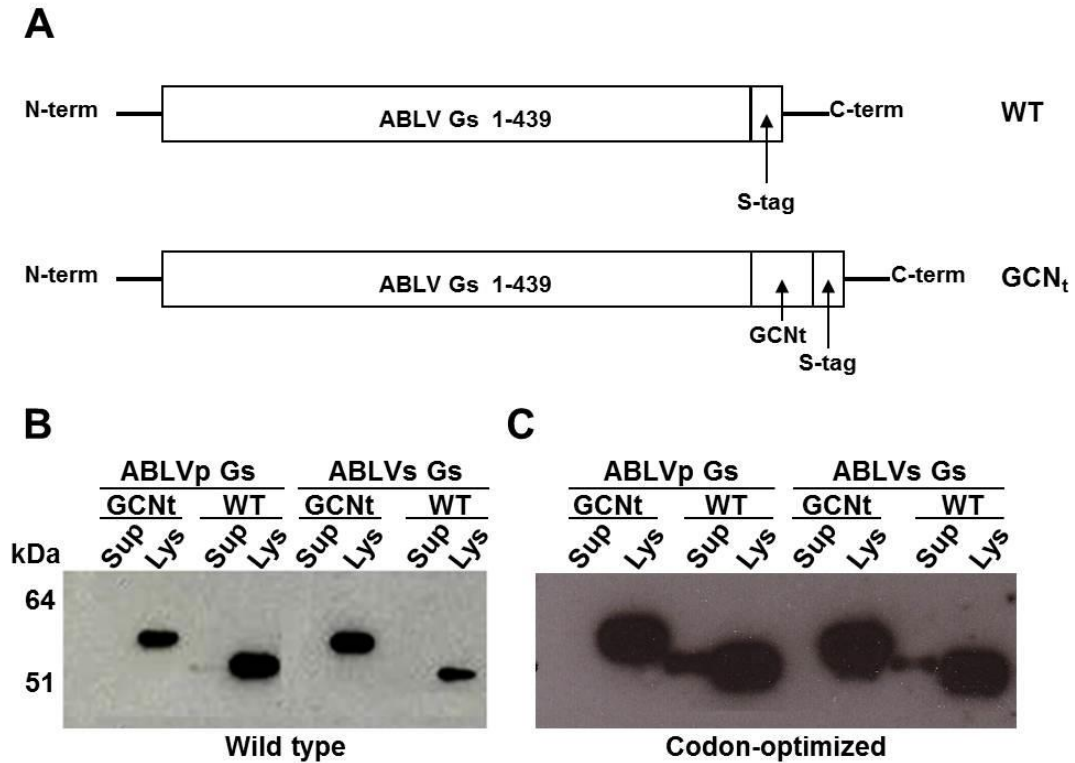 A
N-term ABLV Gs 1-439 C-term WT
S-tag
N-term ABLV Gs 1-439 C-term GCNt
GCNt
S-tag
B
ABLVp Gs ABLVs Gs
GCNt WT GCNt WT
Sup Lys Sup Lys Sup Lys Sup Lys
kDa
64
51
Wild type
C
ABLVp Gs ABLVs Gs
GCNt WT GCNt WT
Sup Lys Sup Lys Sup Lys Sup Lys
Codon-optimized